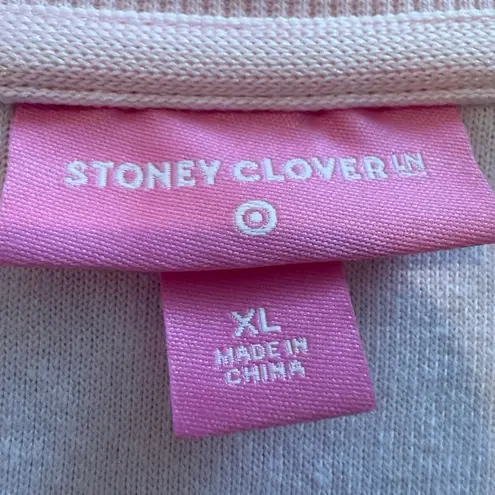 STONEY CLOVER LN
XL
MADE IN
CHINA